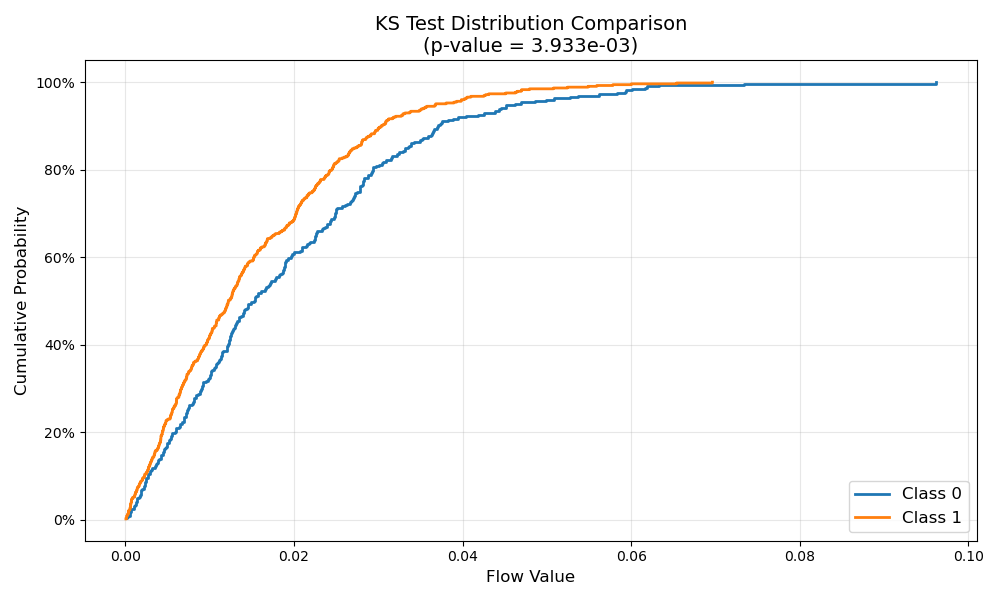 KS Test Distribution Comparison
(p-value = 3.933e-03)
Cumulative Probability
100%
80%
60%
40%
20%
0%
0.00
0.02
0.04
0.06
0.08
0.10
Flow Value
Class 0
Class 1